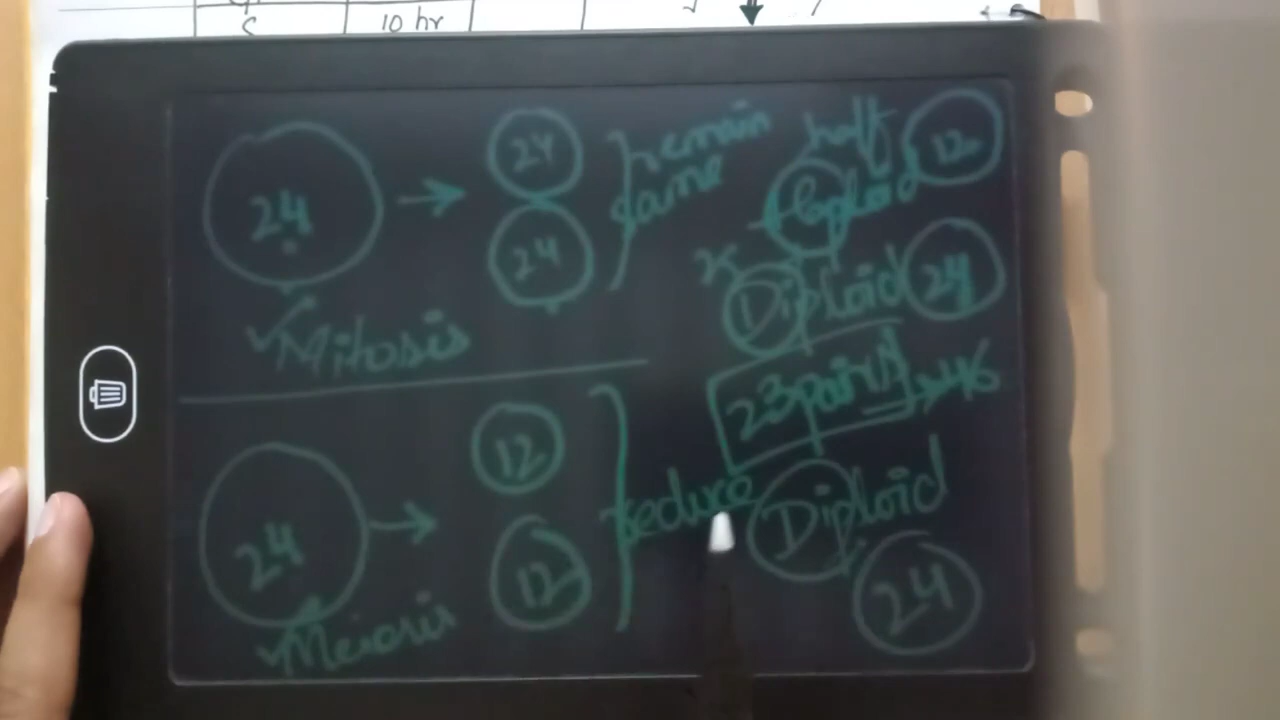 S 10 hr
24 → 24
24
remain
same
Mitosis
half 12
Haploid
Diploid 24
23 pairs → 46
24 → 12
12
reduce
Meiosis
Diploid
24